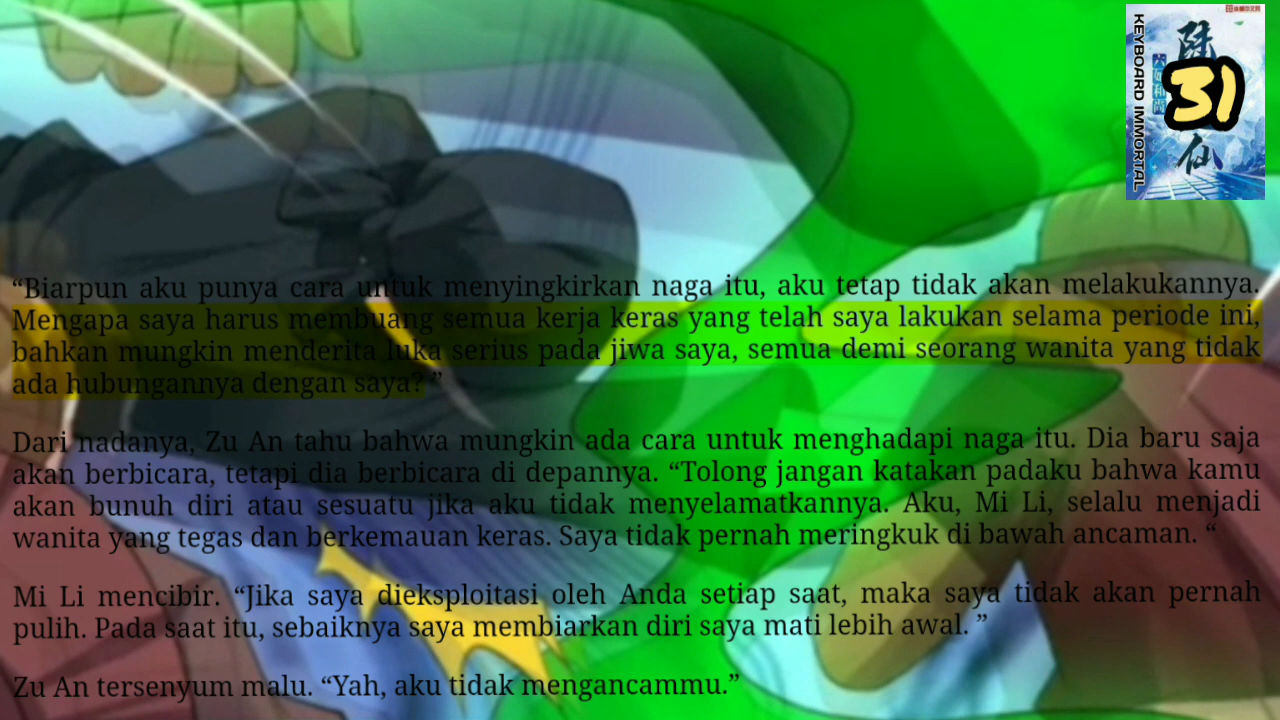 陆
31
仙
六如和尚
KEYBOARD IMMORTAL
“Biarpun aku punya cara untuk menyingkirkan naga itu, aku tetap tidak akan melakukannya.
Mengapa saya harus membuang semua kerja keras yang telah saya lakukan selama periode ini,
bahkan mungkin menderita luka serius pada jiwa saya, semua demi seorang wanita yang tidak
ada hubungannya dengan saya? ”
Dari nadanya, Zu An tahu bahwa mungkin ada cara untuk menghadapi naga itu. Dia baru saja
akan berbicara, tetapi dia berbicara di depannya. “Tolong jangan katakan padaku bahwa kamu
akan bunuh diri atau sesuatu jika aku tidak menyelamatkannya. Aku, Mi Li, selalu menjadi
wanita yang tegas dan berkemauan keras. Saya tidak pernah meringkuk di bawah ancaman. “
Mi Li mencibir. “Jika saya dieksploitasi oleh Anda setiap saat, maka saya tidak akan pernah
pulih. Pada saat itu, sebaiknya saya membiarkan diri saya mati lebih awal. ”
Zu An tersenyum malu. “Yah, aku tidak mengancammu.”